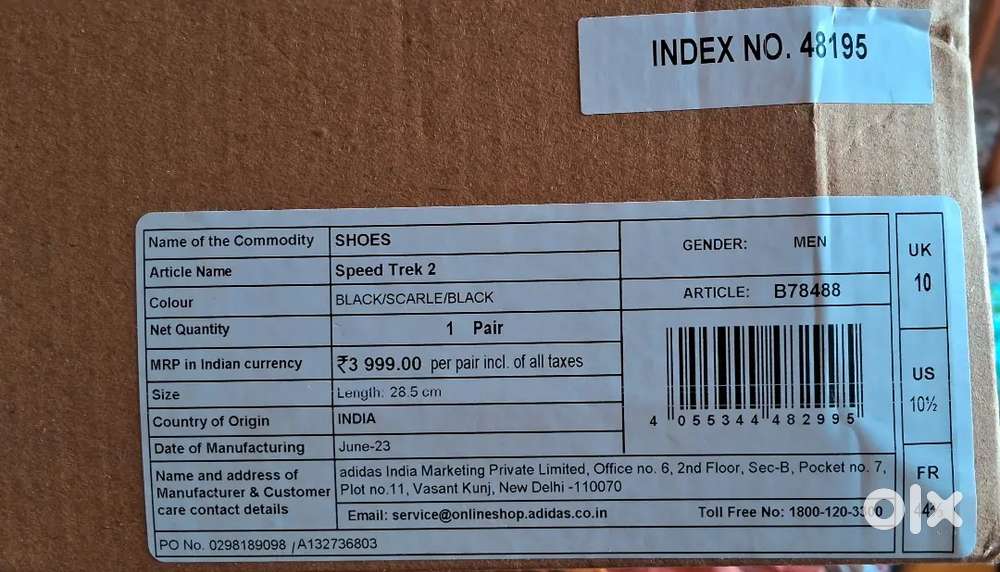 INDEX NO. 48195
Name of the Commodity SHOES
Article Name Speed Trek 2
Colour BLACK/SCARLE/BLACK
Net Quantity 1 Pair
MRP in Indian currency ₹3 999.00 per pair incl. of all taxes
Size Length: 28.5 cm
Country of Origin INDIA
Date of Manufacturing June-23
GENDER: MEN
ARTICLE: B78488
4 055344 482995
UK
10
US
10½
FR
Name and address of
Manufacturer & Customer
care contact details
adidas India Marketing Private Limited, Office no. 6, 2nd Floor, Sec-B, Pocket no. 7,
Plot no.11, Vasant Kunj, New Delhi -110070
Email: service@onlineshop.adidas.co.in Toll Free No: 1800-120-3300
PO No. 0298189098 /A132736803
olx